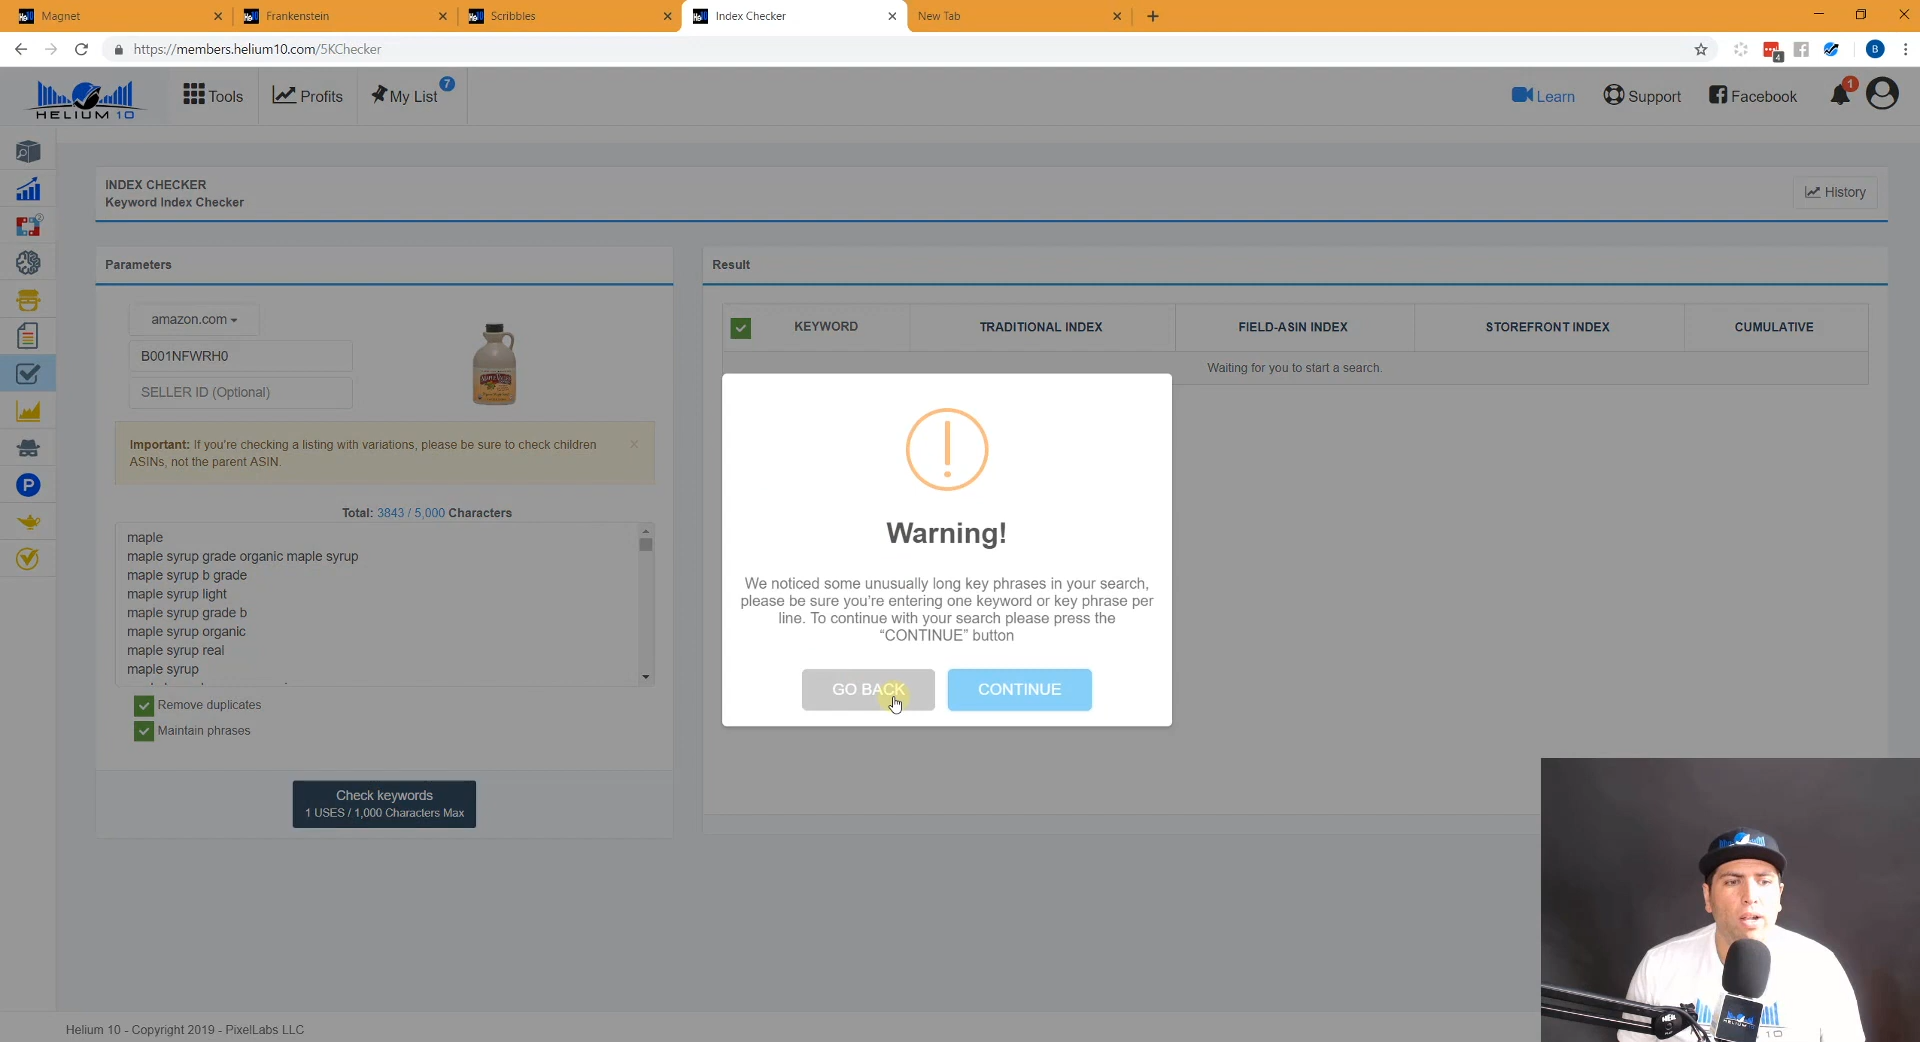 Magnet
Frankenstein
Scribbles
Index Checker
New Tab
https://members.helium10.com/5KChecker
4
B
HELIUM 10
Tools
Profits
My List
7
Learn
Support
Facebook
1
INDEX CHECKER
Keyword Index Checker
History
Parameters
Result
amazon.com
B001NFWRH0
SELLER ID (Optional)
KEYWORD
TRADITIONAL INDEX
FIELD-ASIN INDEX
STOREFRONT INDEX
CUMULATIVE
Waiting for you to start a search.
Important: If you're checking a listing with variations, please be sure to check children
ASINs, not the parent ASIN.
Total: 3843 / 5,000 Characters
maple
maple syrup grade organic maple syrup
maple syrup b grade
maple syrup light
maple syrup grade b
maple syrup organic
maple syrup real
maple syrup
Remove duplicates
Maintain phrases
Check keywords
1 USES / 1,000 Characters Max
Warning!
We noticed some unusually long key phrases in your search,
please be sure you're entering one keyword or key phrase per
line. To continue with your search please press the
“CONTINUE” button
GO BACK
CONTINUE
P
Helium 10 - Copyright 2019 - PixelLabs LLC